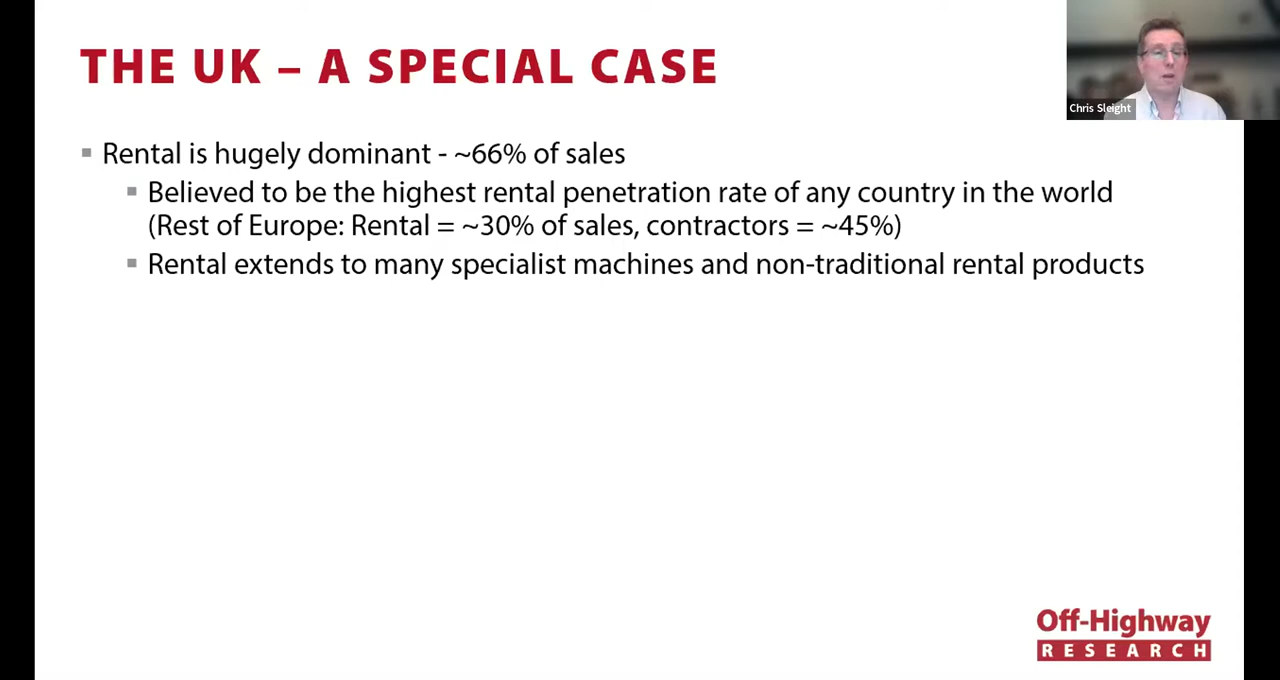 THE UK – A SPECIAL CASE
Chris Sleight
Rental is hugely dominant - ~66% of sales
Believed to be the highest rental penetration rate of any country in the world
(Rest of Europe: Rental = ~30% of sales, contractors = ~45%)
Rental extends to many specialist machines and non-traditional rental products
Off-Highway
RESEARCH